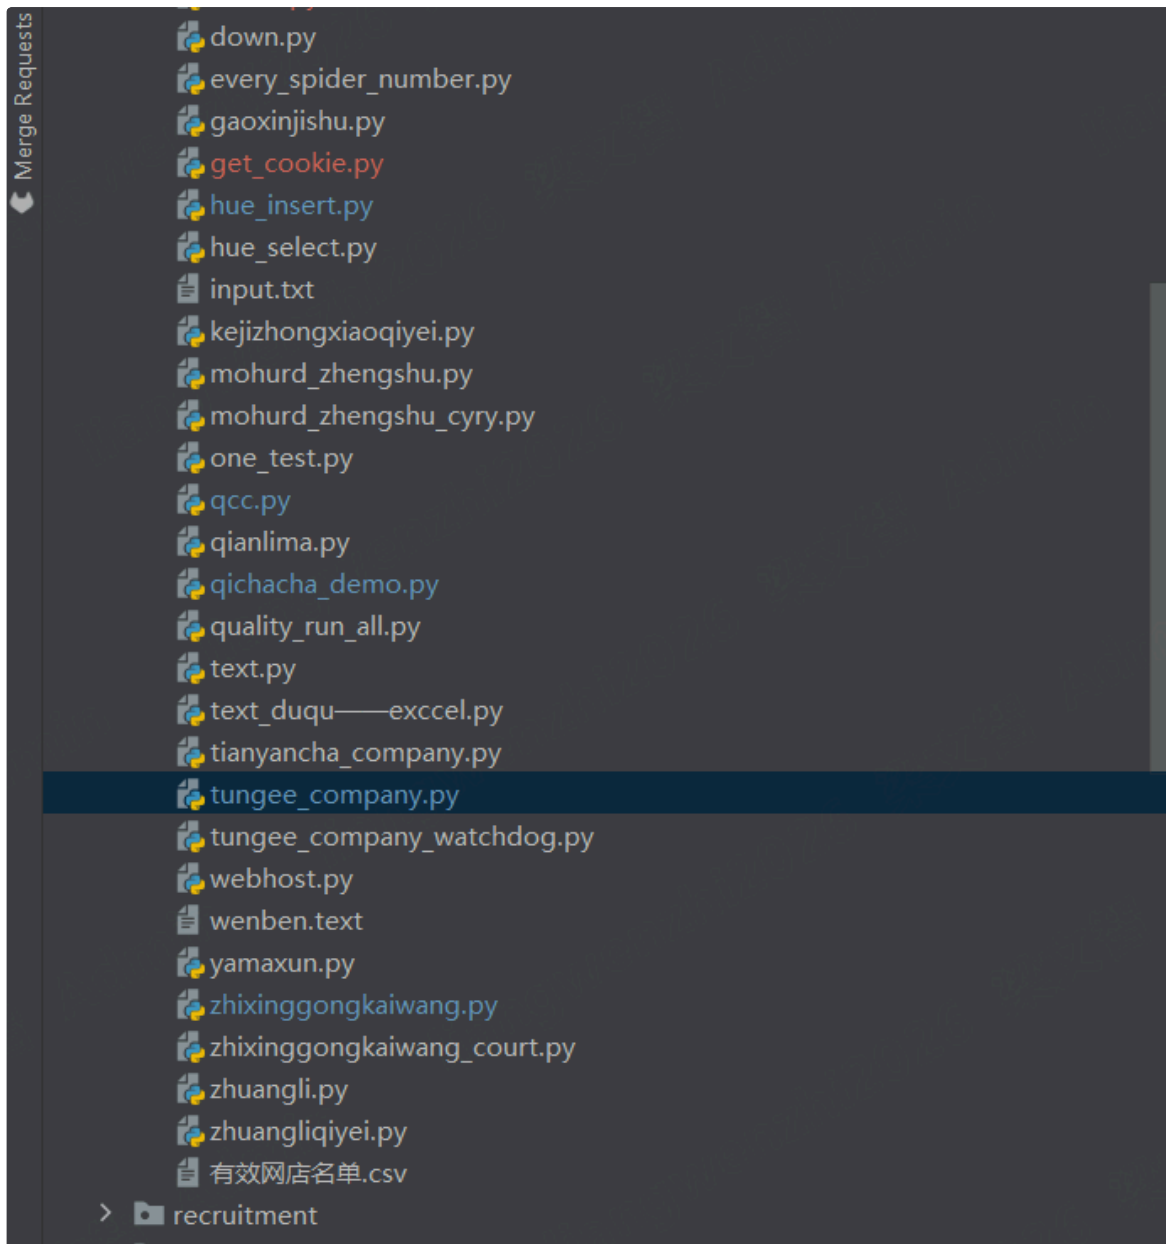 Merge Requests
down.py
every_spider_number.py
gaoxinjishu.py
get_cookie.py
hue_insert.py
hue_select.py
input.txt
kejizhongxiaoqiyei.py
mohurd_zhengshu.py
mohurd_zhengshu_cyry.py
one_test.py
qcc.py
qianlima.py
qichacha_demo.py
quality_run_all.py
text.py
text_duqu——exccel.py
tianyancha_company.py
tungee_company.py
tungee_company_watchdog.py
webhost.py
wenben.text
yamaxun.py
zhixinggongkaiwang.py
zhixinggongkaiwang_court.py
zhuangli.py
zhuangliqiyei.py
有效网店名单.csv
recruitment